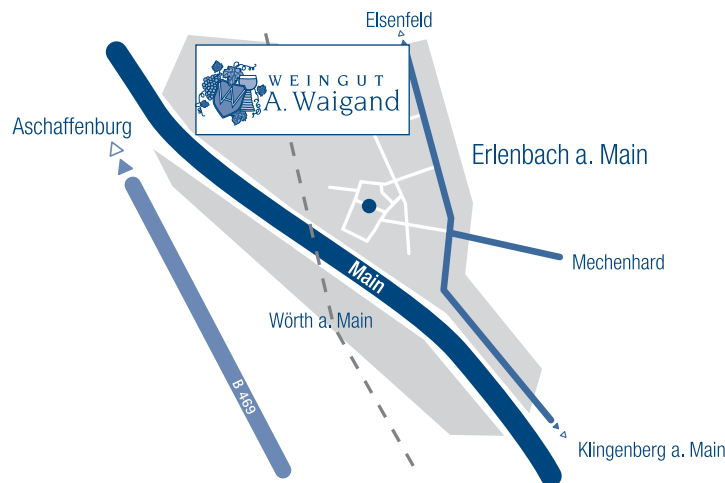 Elsenfeld
WEINGUT
A. Waigand
Aschaffenburg
Erlenbach a. Main
Mechenhard
Main
Wörth a. Main
B 469
Klingenberg a. Main